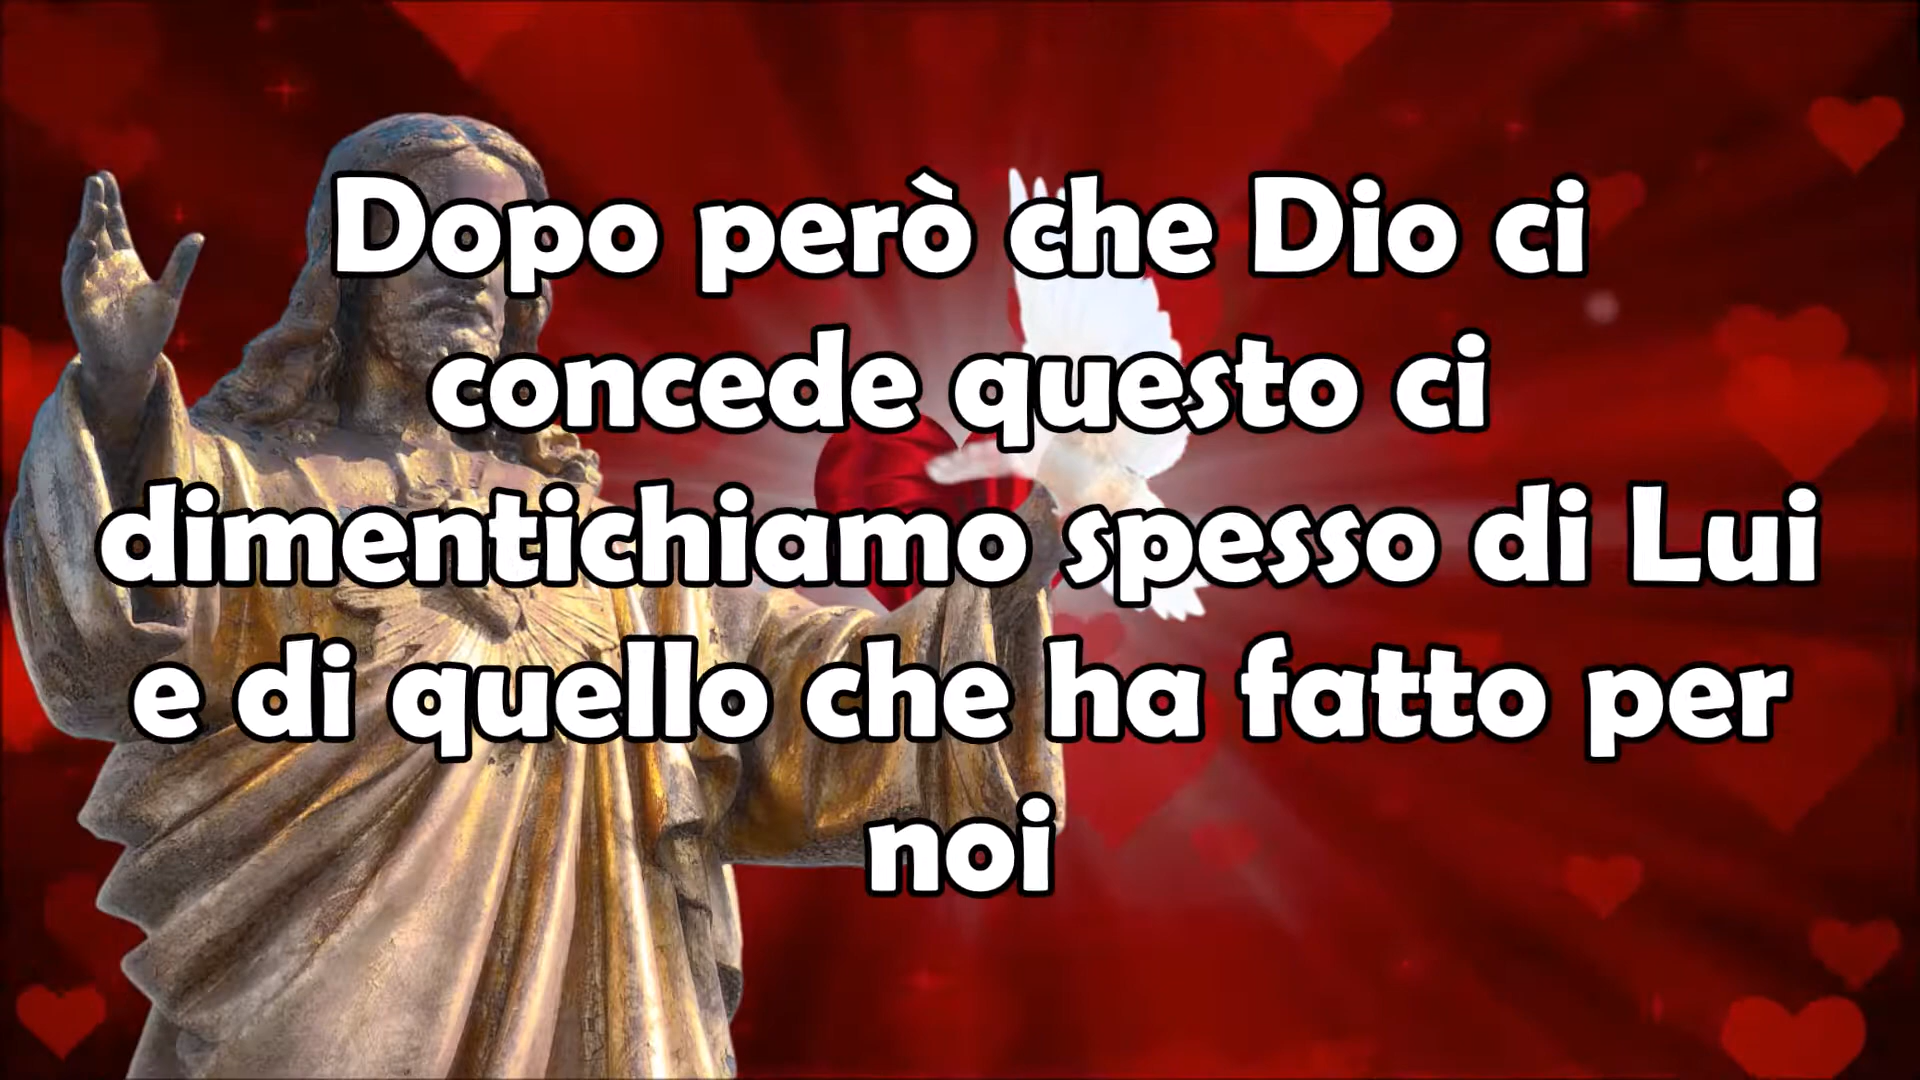 Dopo però che Dio ci
concede questo ci
dimentichiamo spesso di Lui
e di quello che ha fatto per
noi